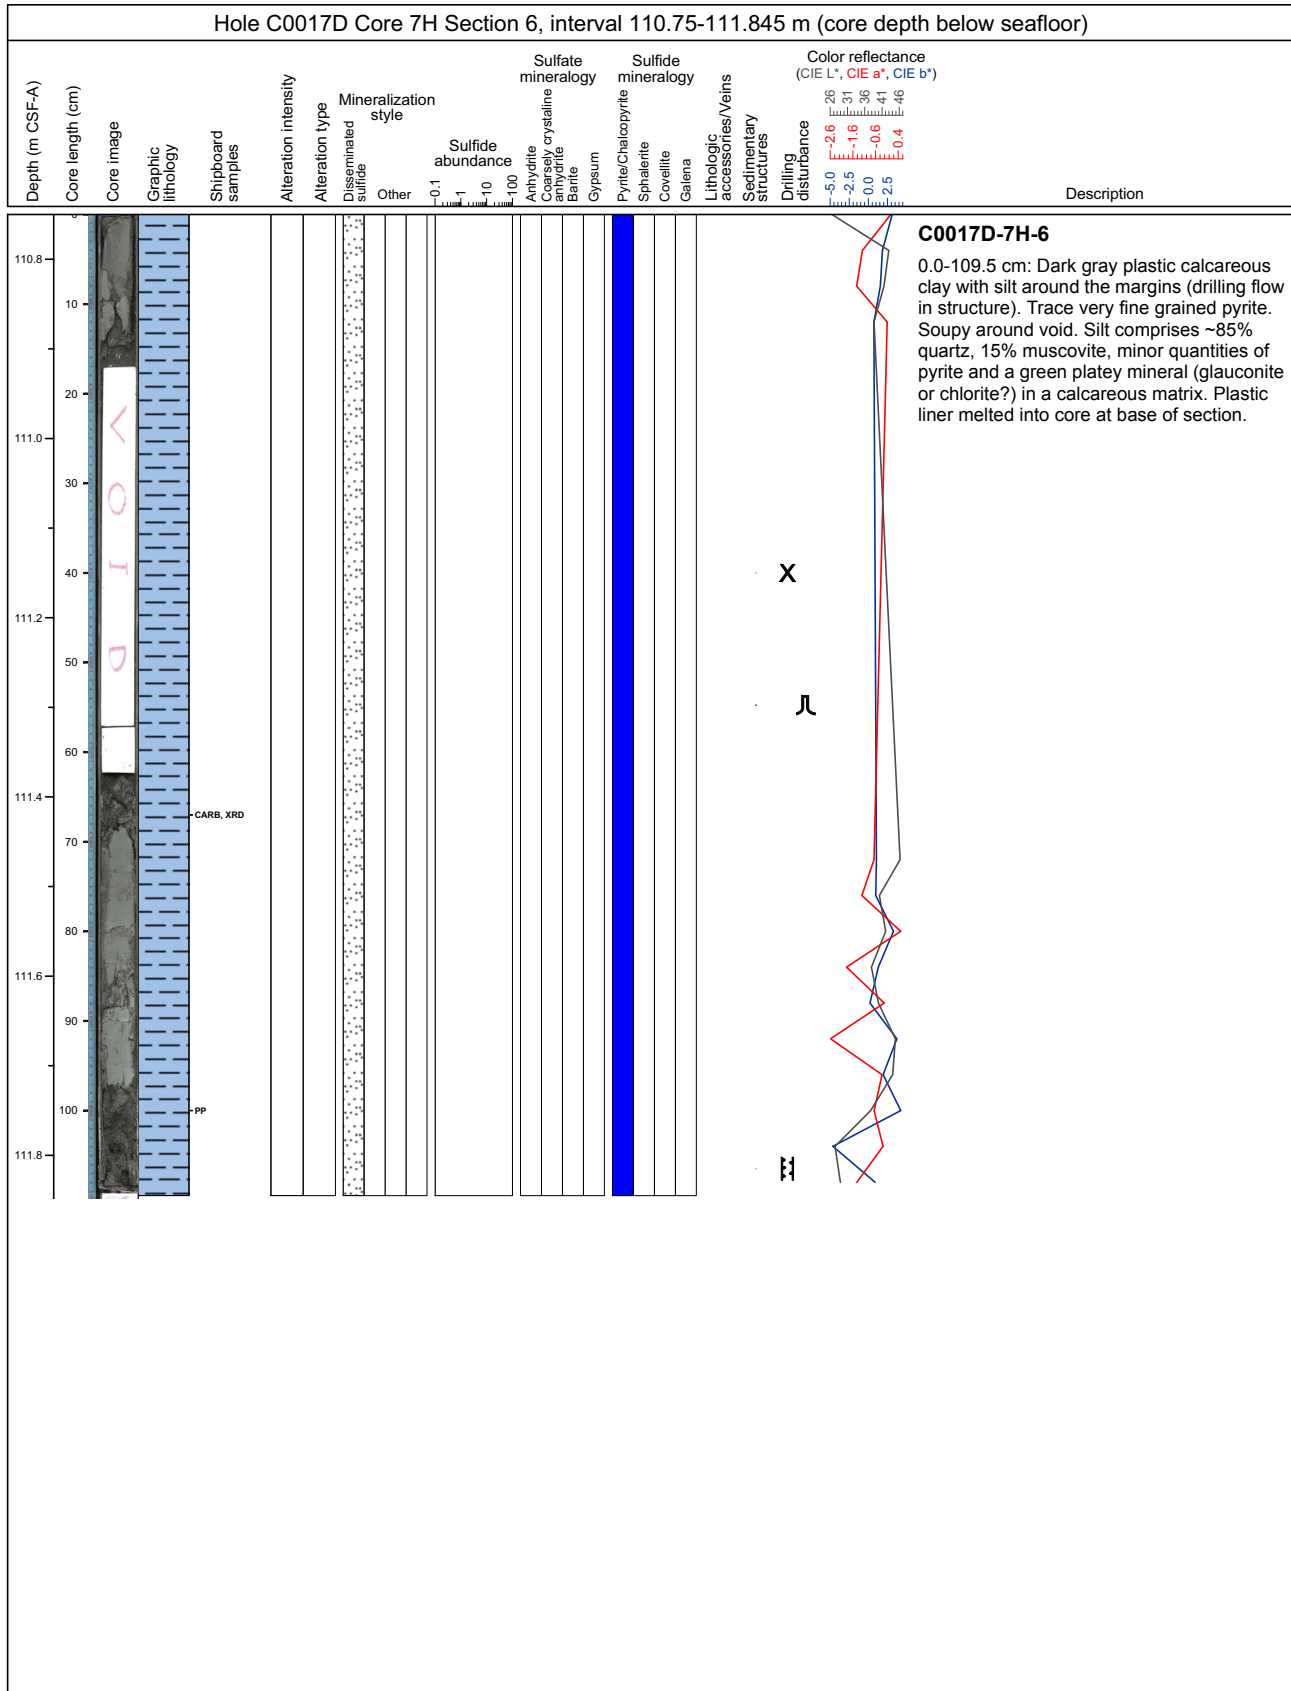 Hole C0017D Core 7H Section 6, interval 110.75-111.845 m (core depth below seafloor)
Depth (m CSF-A)
Core length (cm)
Core image
Graphic
lithology
Shipboard
samples
Alteration intensity
Alteration type
Mineralization
style
Disseminated
sulfide
Other
Sulfide
abundance
0.1
1
10
100
Sulfate
mineralogy
Anhydrite
Coarsely crystaline
anhydrite
Barite
Gypsum
Sulfide
mineralogy
Pyrite/Chalcopyrite
Sphalerite
Covellite
Galena
Lithologic
accessories/Veins
Sedimentary
structures
Drilling
disturbance
Color reflectance
(CIE L*, CIE a*, CIE b*)
26 31 36 41 46
-2.6 -1.6 -0.6 0.4
-5.0 -2.5 0.0 2.5
Description
C0017D-7H-6
0.0-109.5 cm: Dark gray plastic calcareous
clay with silt around the margins (drilling flow
in structure). Trace very fine grained pyrite.
Soupy around void. Silt comprises ~85%
quartz, 15% muscovite, minor quantities of
pyrite and a green platey mineral (glauconite
or chlorite?) in a calcareous matrix. Plastic
liner melted into core at base of section.
0
110.8
10
20
111.0
30
40
111.2
50
60
111.4
70
80
111.6
90
100
111.8
VOID
CARB, XRD
PP
X